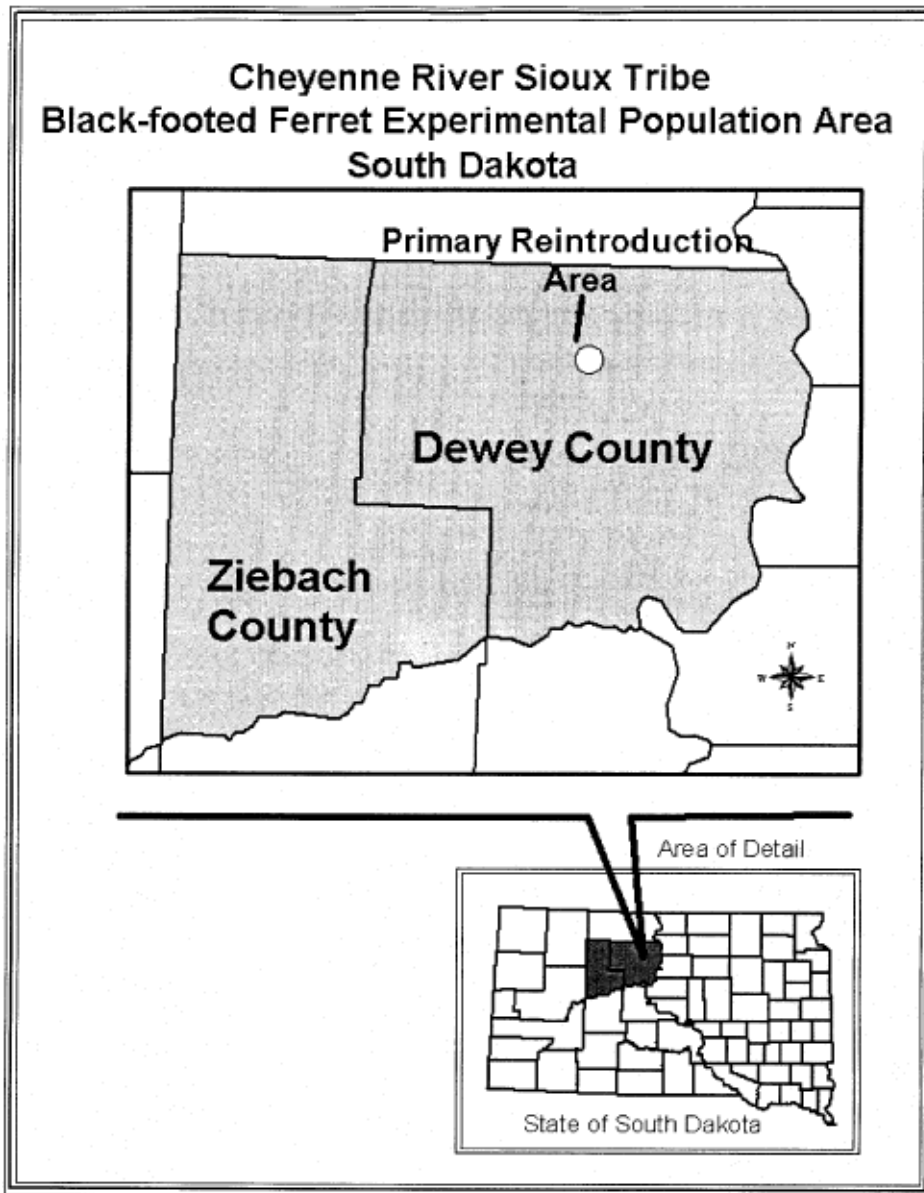 Cheyenne River Sioux Tribe
Black-footed Ferret Experimental Population Area
South Dakota
Primary Reintroduction
Area
Dewey County
Ziebach
County
N
W E
S
Area of Detail
State of South Dakota